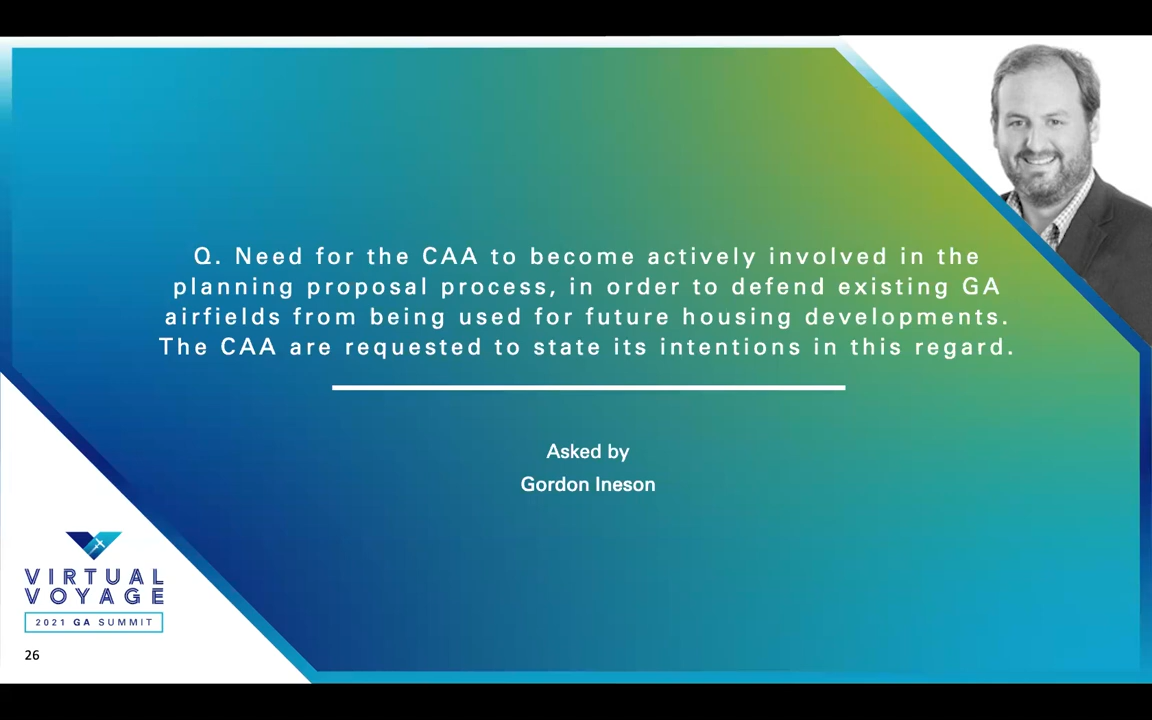 Q. Need for the CAA to become actively involved in the
planning proposal process, in order to defend existing GA
airfields from being used for future housing developments.
The CAA are requested to state its intentions in this regard.
Asked by
Gordon Ineson
VIRTUAL
VOYAGE
2021 GA SUMMIT
26